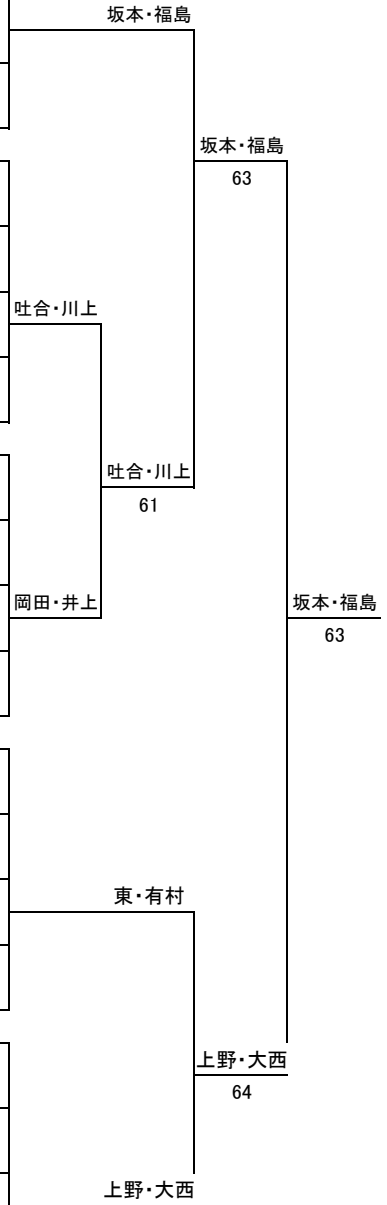 坂本・福島
坂本・福島
63
吐合・川上
吐合・川上
61
岡田・井上
坂本・福島
63
東・有村
上野・大西
64
上野・大西